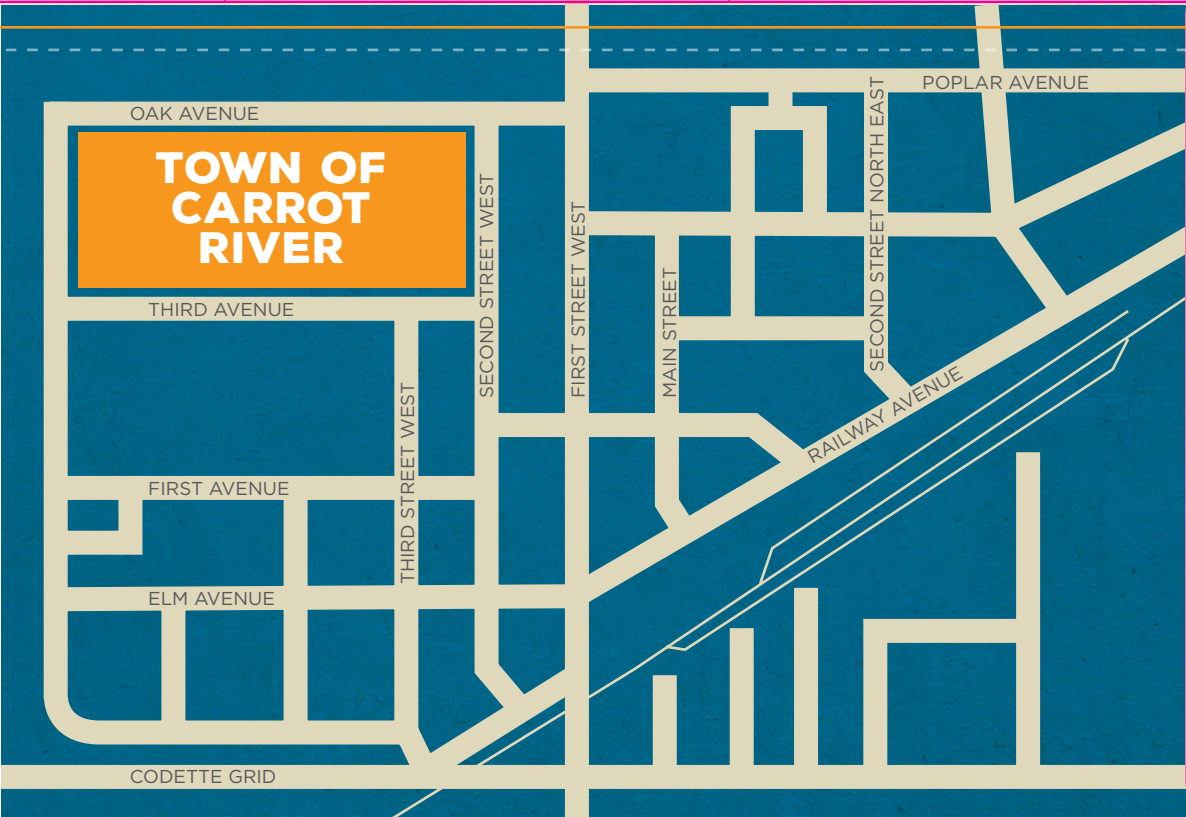 POPLAR AVENUE
OAK AVENUE
TOWN OF
CARROT
RIVER
SECOND STREET WEST
FIRST STREET WEST
MAIN STREET
SECOND STREET NORTH EAST
THIRD AVENUE
THIRD STREET WEST
RAILWAY AVENUE
FIRST AVENUE
ELM AVENUE
CODETTE GRID